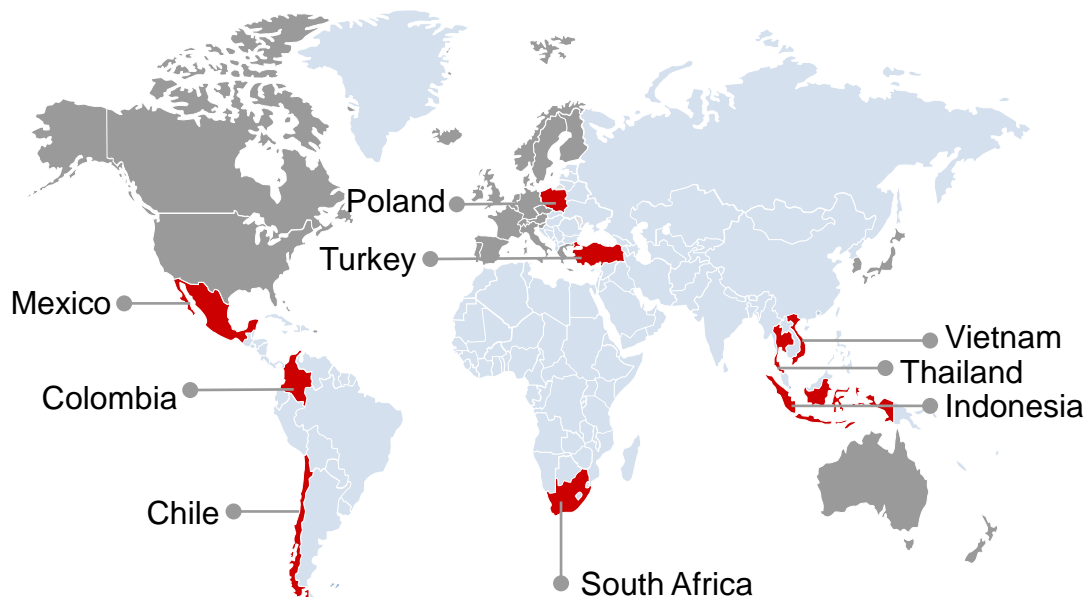 Poland
Turkey
Mexico
Vietnam
Thailand
Colombia
Indonesia
Chile
South Africa